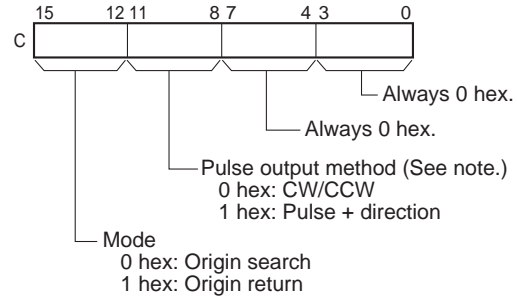 15 12 11 8 7 4 3 0
C
Always 0 hex.
Always 0 hex.
Pulse output method (See note.)
0 hex: CW/CCW
1 hex: Pulse + direction
Mode
0 hex: Origin search
1 hex: Origin return